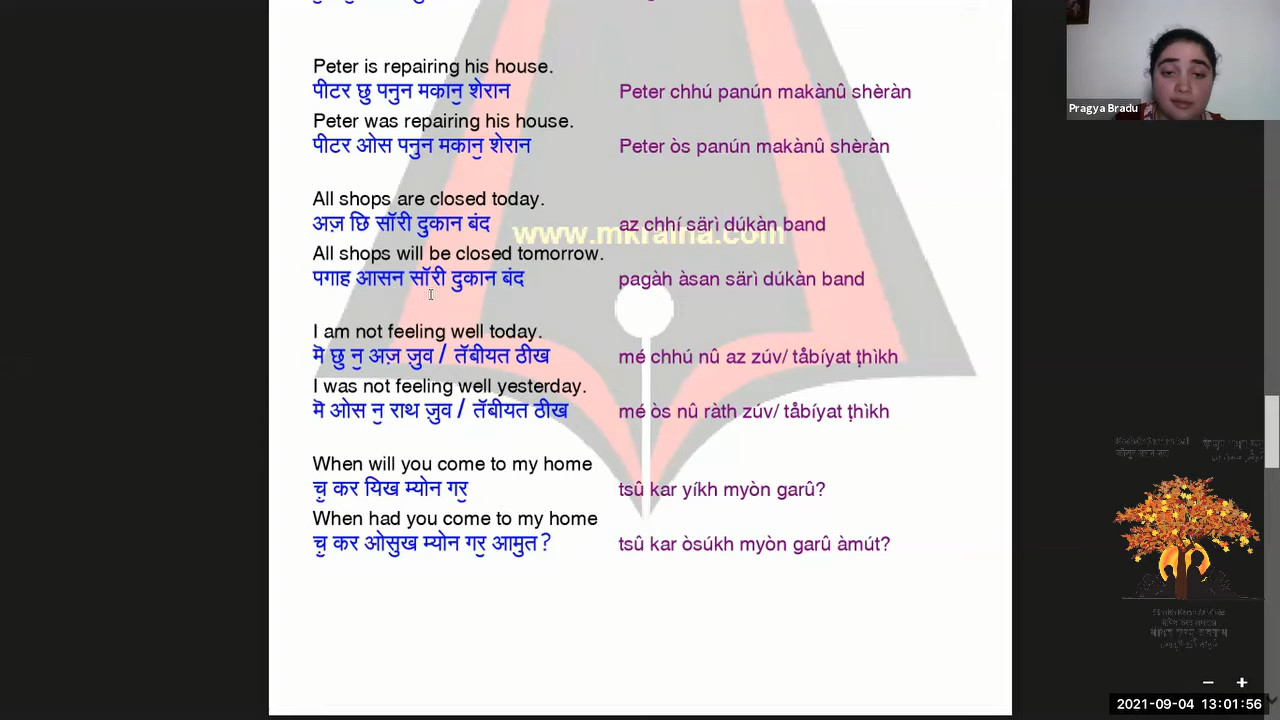 Peter is repairing his house.
पीटर छु पनुन मकान॒ शेरान Peter chhú panún makànû shèràn
Peter was repairing his house.
पीटर ओस पनुन मकान॒ शेरान Peter òs panún makànû shèràn
All shops are closed today.
अज़ छि सॉरी दुकान बंद az chhí särì dúkàn band
www.mkraina.com
All shops will be closed tomorrow.
पगाह आसन सॉरी दुकान बंद pagàh àsan särì dúkàn band
I am not feeling well today.
मॆ छु न॒ अज़ ज़ुव / तॅबीयत ठीख mé chhú nû az zúv/ tåbíyat ṭhìkh
I was not feeling well yesterday.
मॆ ओस न॒ राथ ज़ुव / तॅबीयत ठीख mé òs nû ràth zúv/ tåbíyat ṭhìkh
When will you come to my home
च़॒ कर यिख म्योन गर॒ tsû kar yíkh myòn garû?
When had you come to my home
च़॒ कर ओसुख म्योन गर॒ आमुत? tsû kar òsúkh myòn garû àmút?
Pragya Bradu
2021-09-04 13:01:56